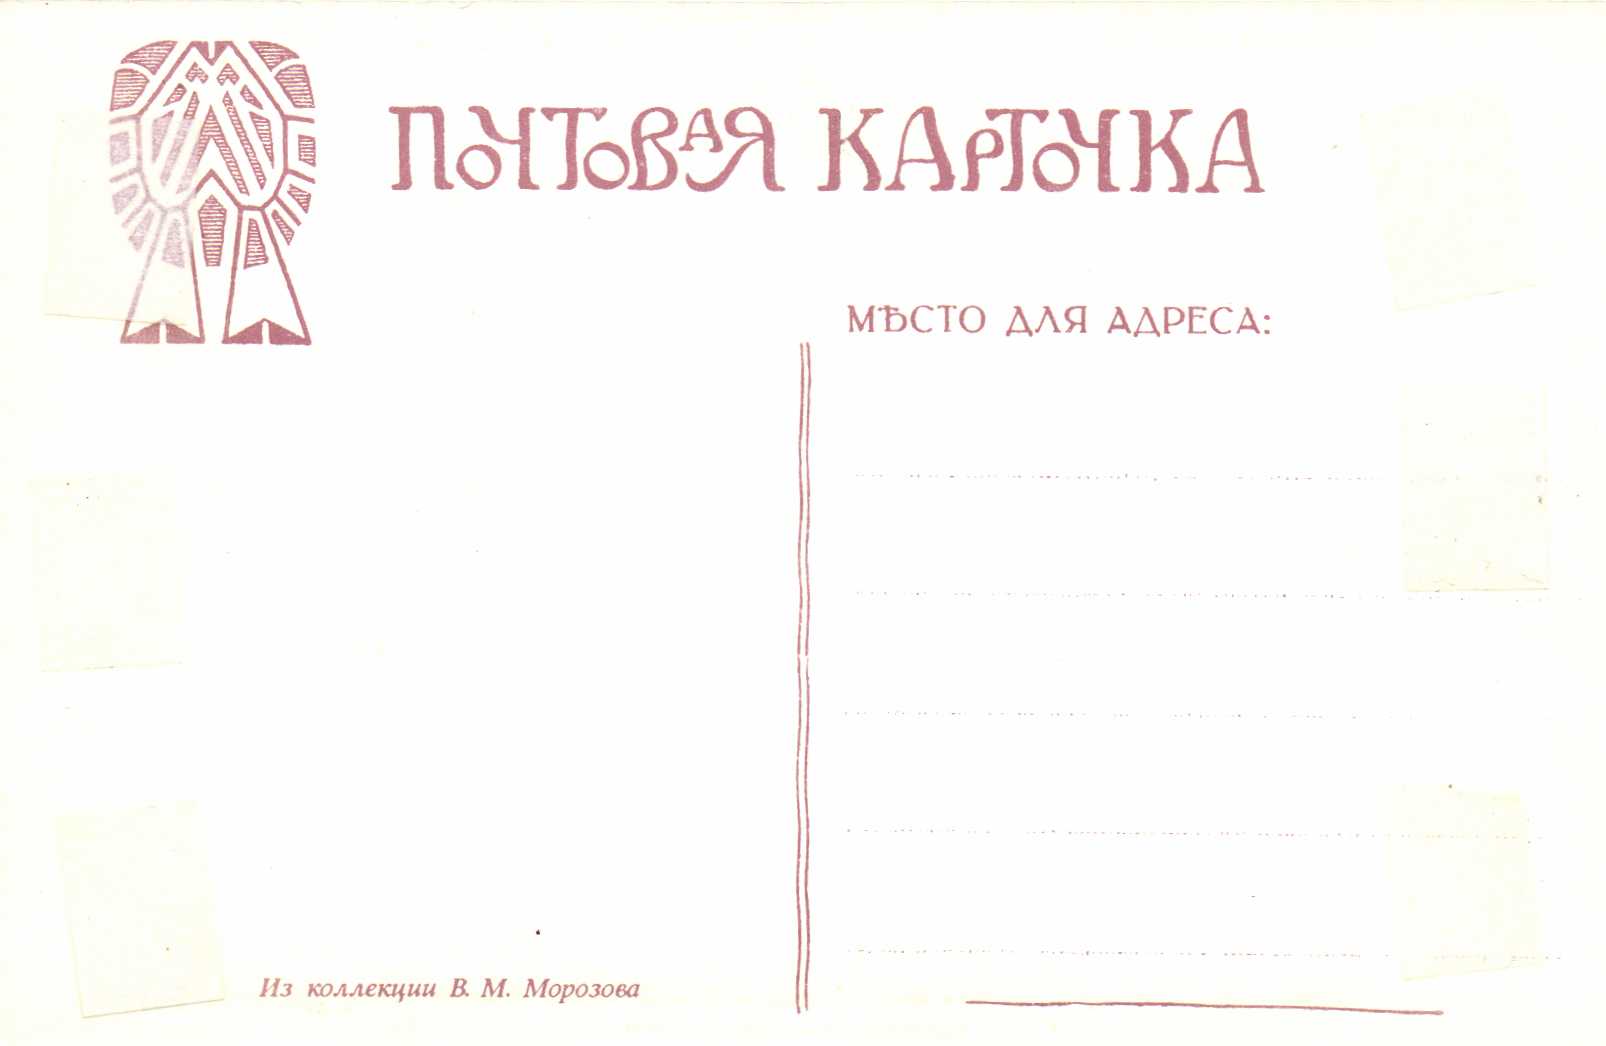 ПОЧТОВАЯ КАРТОЧКА
МѢСТО ДЛЯ АДРЕСА:
Из коллекции В. М. Морозова